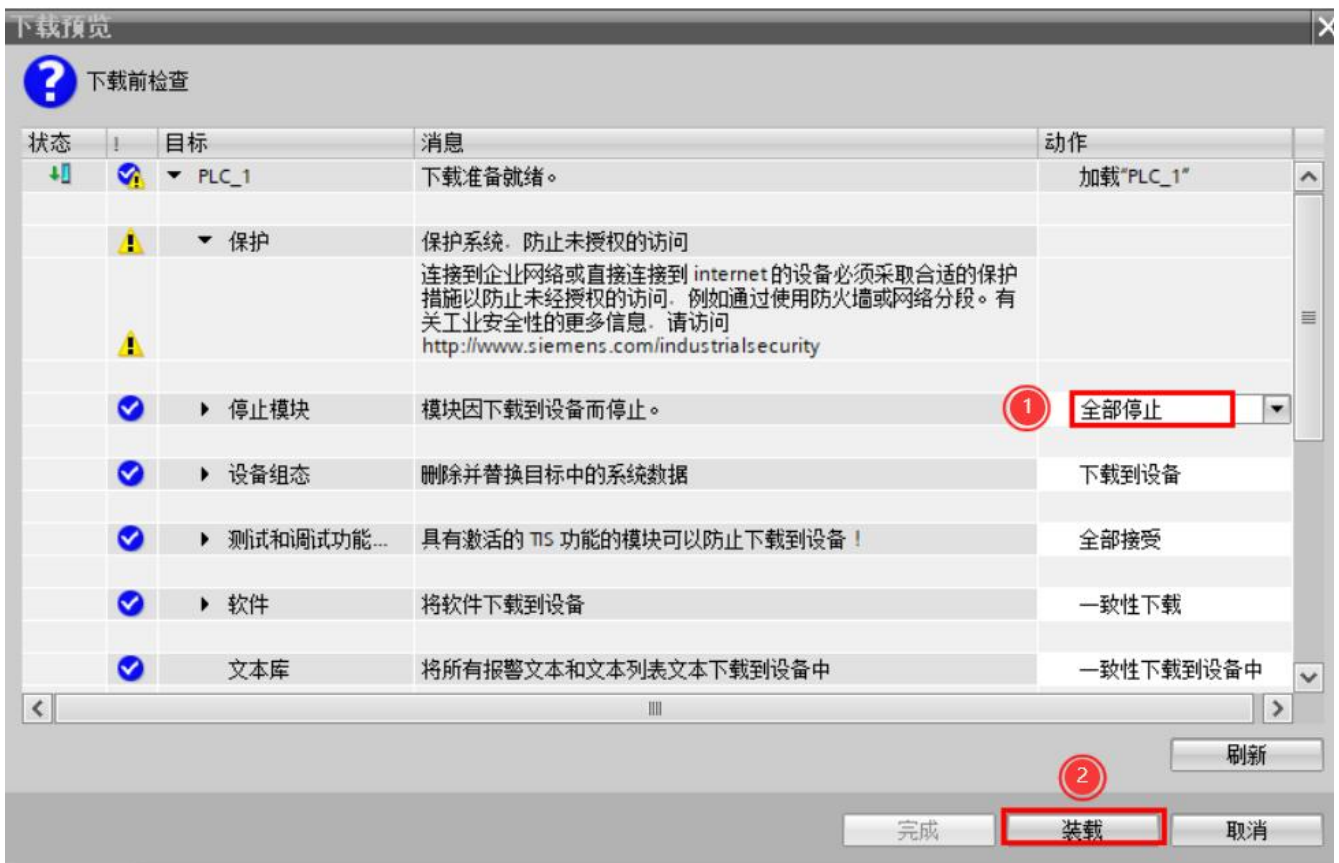 下载预览
下载前检查
状态 ! 目标 消息 动作
PLC_1 下载准备就绪。 加载"PLC_1"
保护 保护系统，防止未授权的访问
连接到企业网络或直接连接到 internet 的设备必须采取合适的保护
措施以防止未经授权的访问，例如通过使用防火墙或网络分段。有
关工业安全性的更多信息，请访问
http://www.siemens.com/industrialsecurity
停止模块 模块因下载到设备而停止。 1 全部停止
设备组态 删除并替换目标中的系统数据 下载到设备
测试和调试功能... 具有激活的 TIS 功能的模块可以防止下载到设备！ 全部接受
软件 将软件下载到设备 一致性下载
文本库 将所有报警文本和文本列表文本下载到设备中 一致性下载到设备中
刷新
2
完成 装载 取消